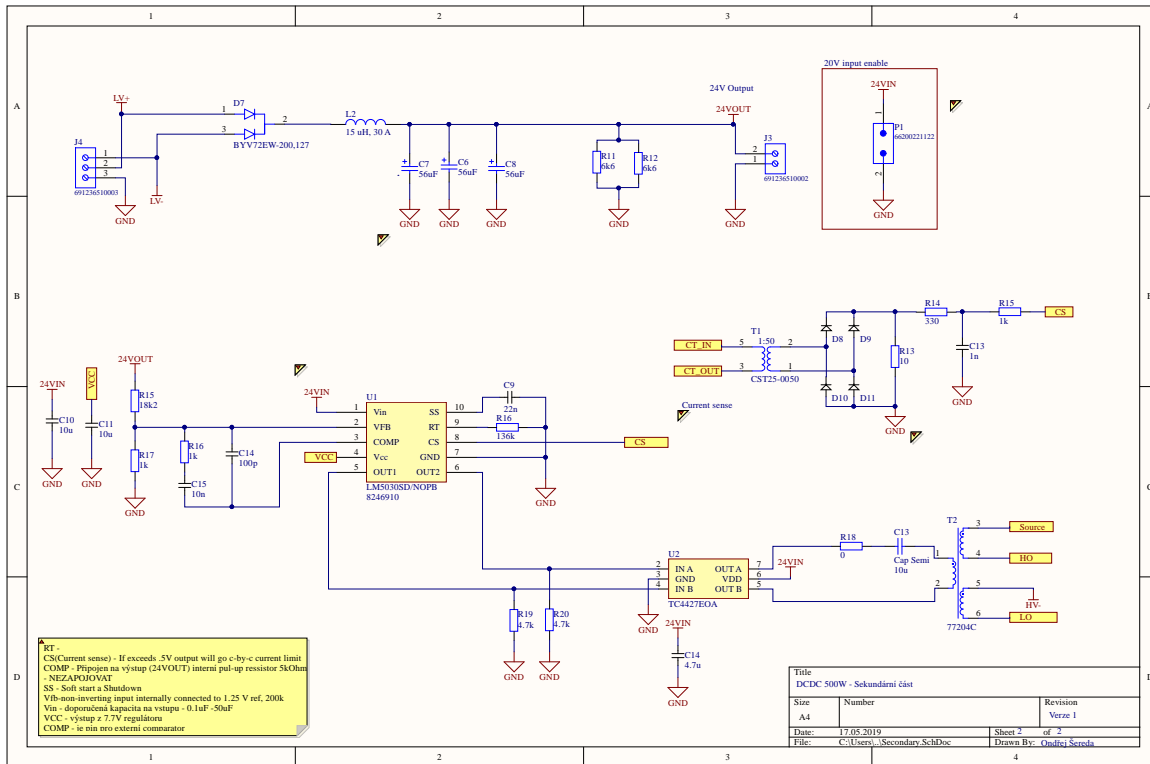 1 2 3 4
A
B
C
D
LV+
J4
1
2
3
691236510003
GND
LV-
D7
1
3
2
BYV72EW-200,127
L2
15 uH, 30 A
C7
56uF
C6
56uF
C8
56uF
GND GND GND
R11
6k6
R12
6k6
GND
24V Output
24VOUT
J3
2
1
691236510002
GND
20V input enable
24VIN
1
P1
66200221122
2
GND
CT_IN
CT_OUT
T1
1:50
5
3
2
1
CST25-0050
D8 D9
D10 D11
R13
10
GND
R14
330
C13
1n
GND
R15
1k
CS
Current sense
24VIN
C10
10u
GND
VCC
C11
10u
GND
24VOUT
R15
18k2
R17
1k
GND
R16
1k
C15
10n
C14
100p
24VIN
VCC
U1
1 Vin SS 10
2 VFB RT 9
3 COMP CS 8
4 Vcc GND 7
5 OUT1 OUT2 6
LM5030SD/NOPB
8246910
C9
22n
R16
136k
CS
GND
U2
2 IN A OUT A 7
3 GND VDD 6
4 IN B OUT B 5
TC4427EOA
GND
24VIN
R19
4.7k
GND
R20
4.7k
GND
24VIN
C14
4.7u
GND
R18
0
C13
Cap Semi
10u
T2
1
2
3
4
5
6
77204C
Source
HO
HV-
LO
RT -
CS(Current sense) - If exceeds .5V output will go c-by-c current limit
COMP - Připojen na výstup (24VOUT) interní pul-up ressistor 5kOhm
- NEZAPOJOVAT
SS - Soft start a Shutdown
Vfb-non-inverting input internally connected to 1.25 V ref, 200k
Vin - doporučená kapacita na vstupu - 0.1uF -50uF
VCC - výstup z 7.7V regulátoru
COMP - je pin pro externí comparator
Title
DCDC 500W - Sekundární část
Size Number Revision
A4 Verze 1
Date: 17.05.2019 Sheet 2 of 2
File: C:\Users\..\Secondary.SchDoc Drawn By: Ondřej Šereda
1 2 3 4
A
B
C
D